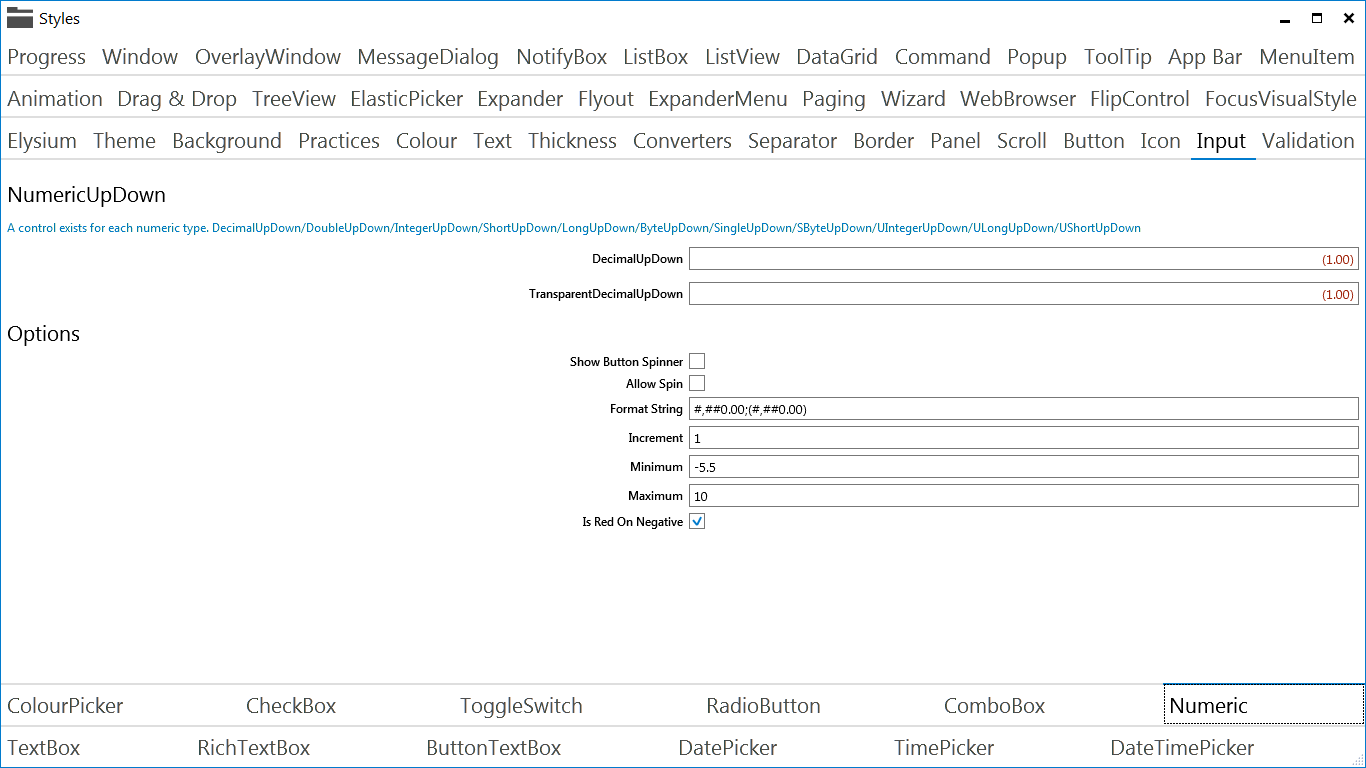 Styles
Progress Window OverlayWindow MessageDialog NotifyBox ListBox ListView DataGrid Command Popup ToolTip App Bar MenuItem
Animation Drag & Drop TreeView ElasticPicker Expander Flyout ExpanderMenu Paging Wizard WebBrowser FlipControl FocusVisualStyle
Elysium Theme Background Practices Colour Text Thickness Converters Separator Border Panel Scroll Button Icon Input Validation
NumericUpDown
A control exists for each numeric type. DecimalUpDown/DoubleUpDown/IntegerUpDown/ShortUpDown/LongUpDown/ByteUpDown/SingleUpDown/SByteUpDown/UIntegerUpDown/ULongUpDown/UShortUpDown
DecimalUpDown (1.00)
TransparentDecimalUpDown (1.00)
Options
Show Button Spinner
Allow Spin
Format String #,##0.00;(#,##0.00)
Increment 1
Minimum -5.5
Maximum 10
Is Red On Negative
ColourPicker CheckBox ToggleSwitch RadioButton ComboBox Numeric
TextBox RichTextBox ButtonTextBox DatePicker TimePicker DateTimePicker